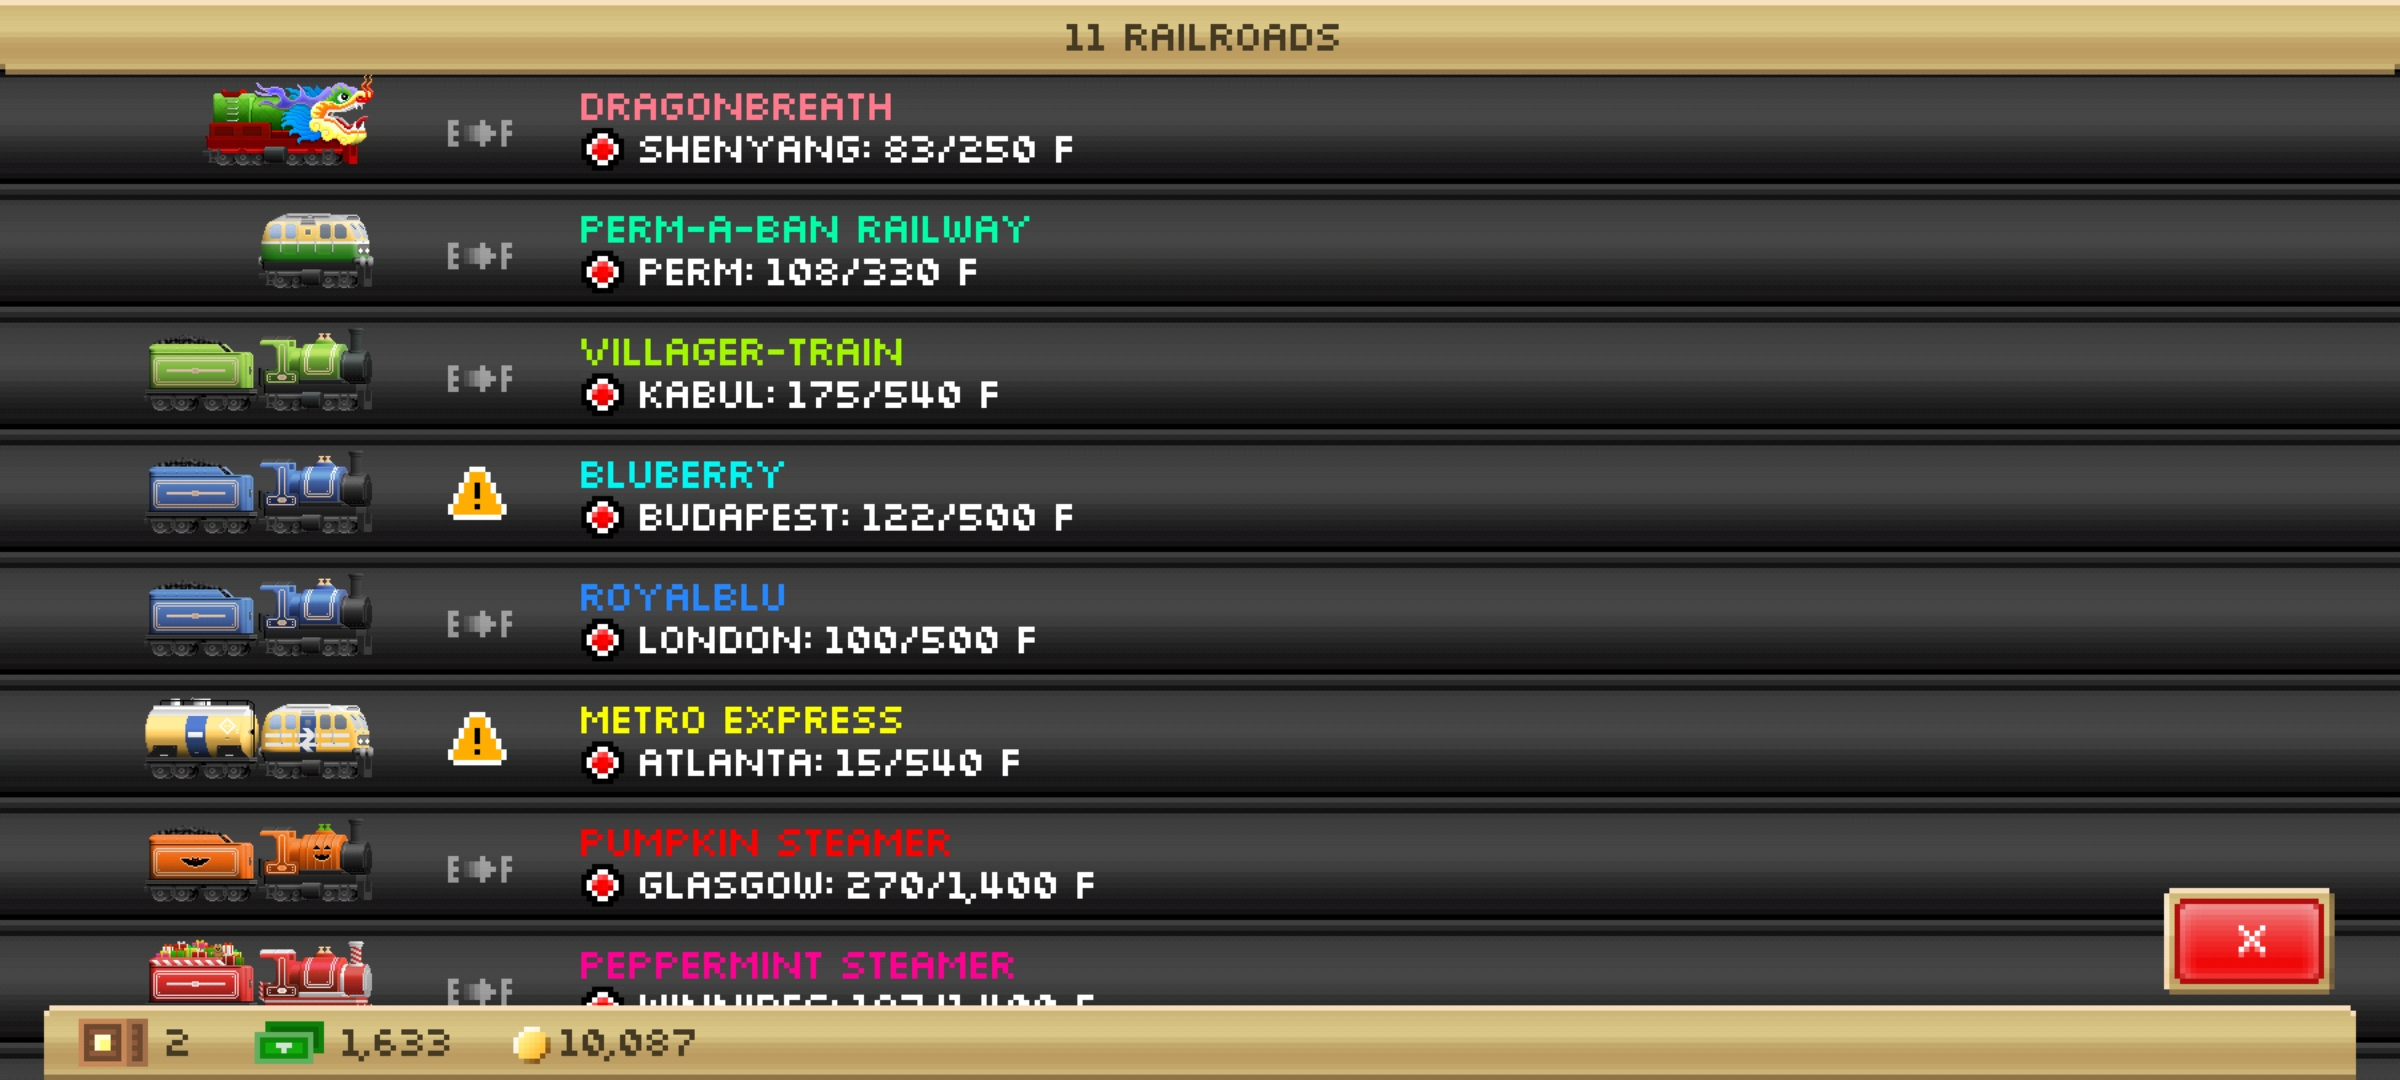 11 RAILROADS
DRAGONBREATH
E F
SHENYANG: 83/250 F
PERM-A-BAN RAILWAY
E F
PERM: 108/330 F
VILLAGER-TRAIN
E F
KABUL: 175/540 F
BLUBERRY
!
BUDAPEST: 122/500 F
ROYALBLU
E F
LONDON: 100/500 F
METRO EXPRESS
!
ATLANTA: 15/540 F
PUMPKIN STEAMER
E F
GLASGOW: 270/1,400 F
PEPPERMINT STEAMER
E F
X
2 1,633 10,087